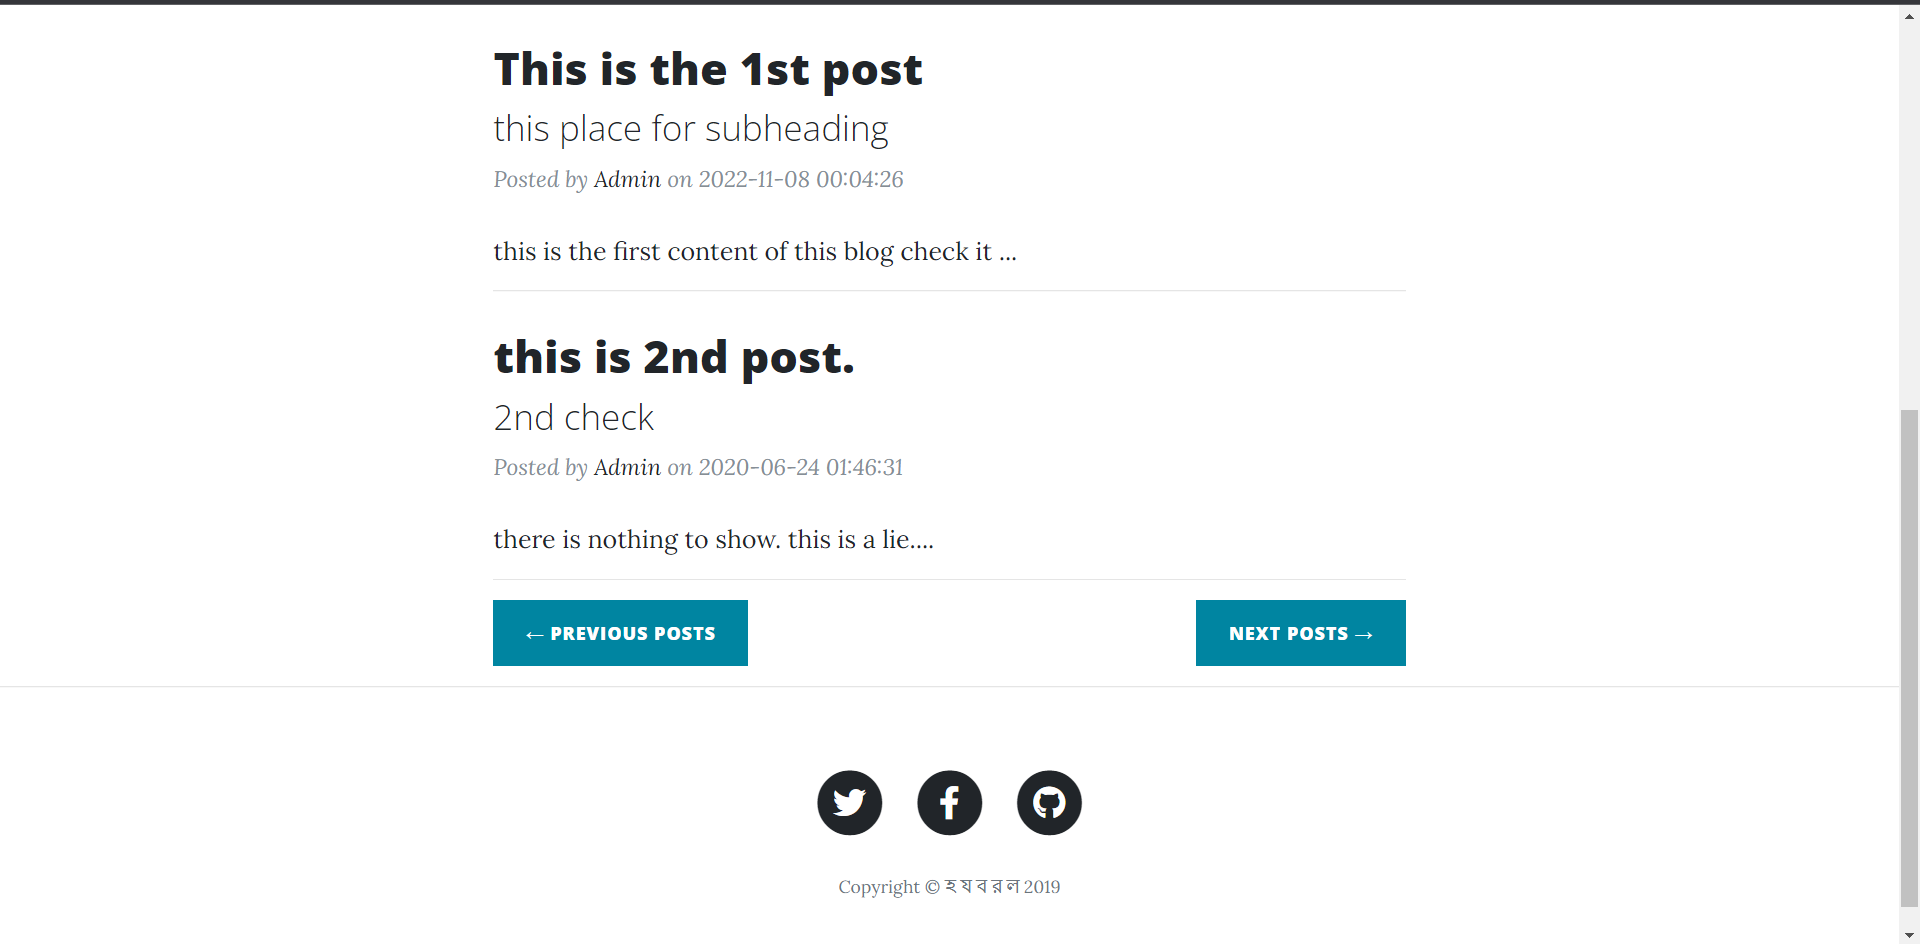 This is the 1st post
this place for subheading
Posted by Admin on 2022-11-08 00:04:26
this is the first content of this blog check it ...
this is 2nd post.
2nd check
Posted by Admin on 2020-06-24 01:46:31
there is nothing to show. this is a lie....
← PREVIOUS POSTS
NEXT POSTS →
Copyright © হ য ব র ল 2019